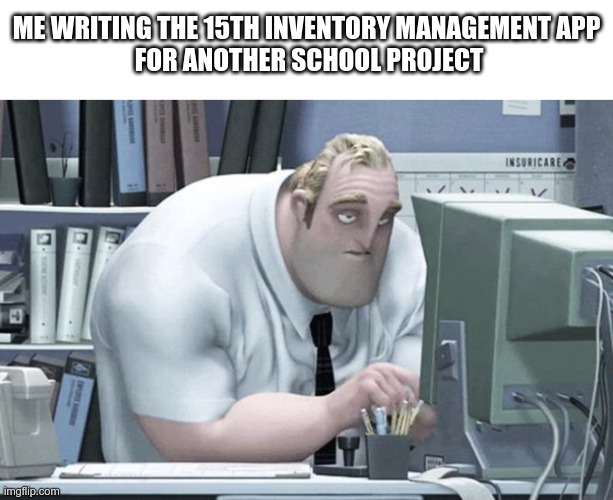 ME WRITING THE 15TH INVENTORY MANAGEMENT APP
FOR ANOTHER SCHOOL PROJECT
INSURICARE
imgflip.com